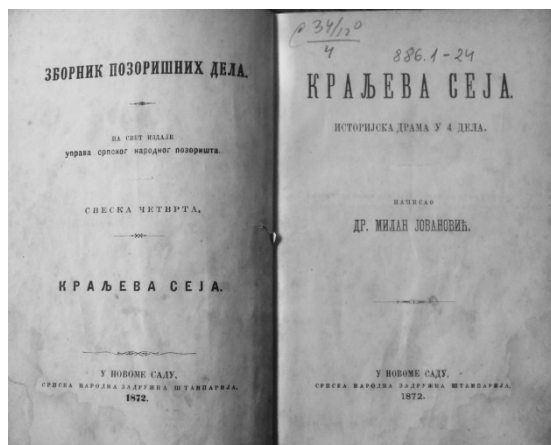 ЗБОРНИК ПОЗОРИШНИХ ДЕЛА.
НА СВЕТ ИЗДАЈЕ
управа српског народног позоришта.
СВЕСКА ЧЕТВРТА.
КРАЉЕВА СЕЈА.
У НОВОМЕ САДУ,
СРПСКА НАРОДНА ЗАДРУЖНА ШТАМПАРИЈА.
1872.
34/120
4
886.1-24
КРАЉЕВА СЕЈА.
ИСТОРИЈСКА ДРАМА У 4 ДЕЛА.
НАПИСАО
ДР. МИЛАН ЈОВАНОВИЋ.
У НОВОМЕ САДУ,
СРПСКА НАРОДНА ЗАДРУЖНА ШТАМПАРИЈА.
1872.